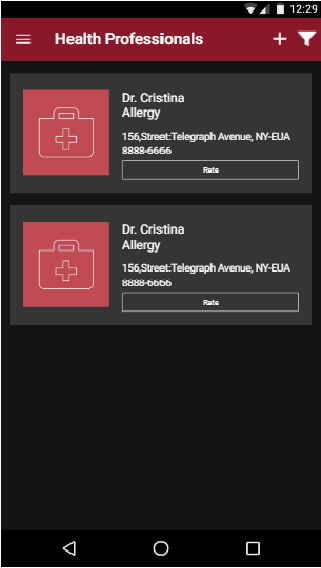 12:29
Health Professionals
Dr. Cristina
Allergy
156,Street:Telegraph Avenue, NY-EUA
8888-6666
Rate
Dr. Cristina
Allergy
156,Street:Telegraph Avenue, NY-EUA
8888-6666
Rate